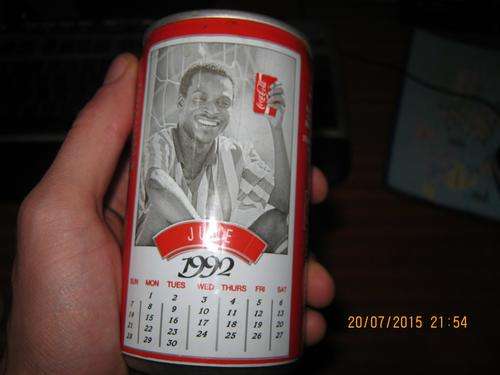 Coca-Cola
JUNE
1992
SUN MON TUES WED THURS FRI SAT
1 2 3 4 5 6
7 8 9 10 11 12 13
14 15 16 17 18 19 20
21 22 23 24 25 26 27
28 29 30
20/07/2015 21:54